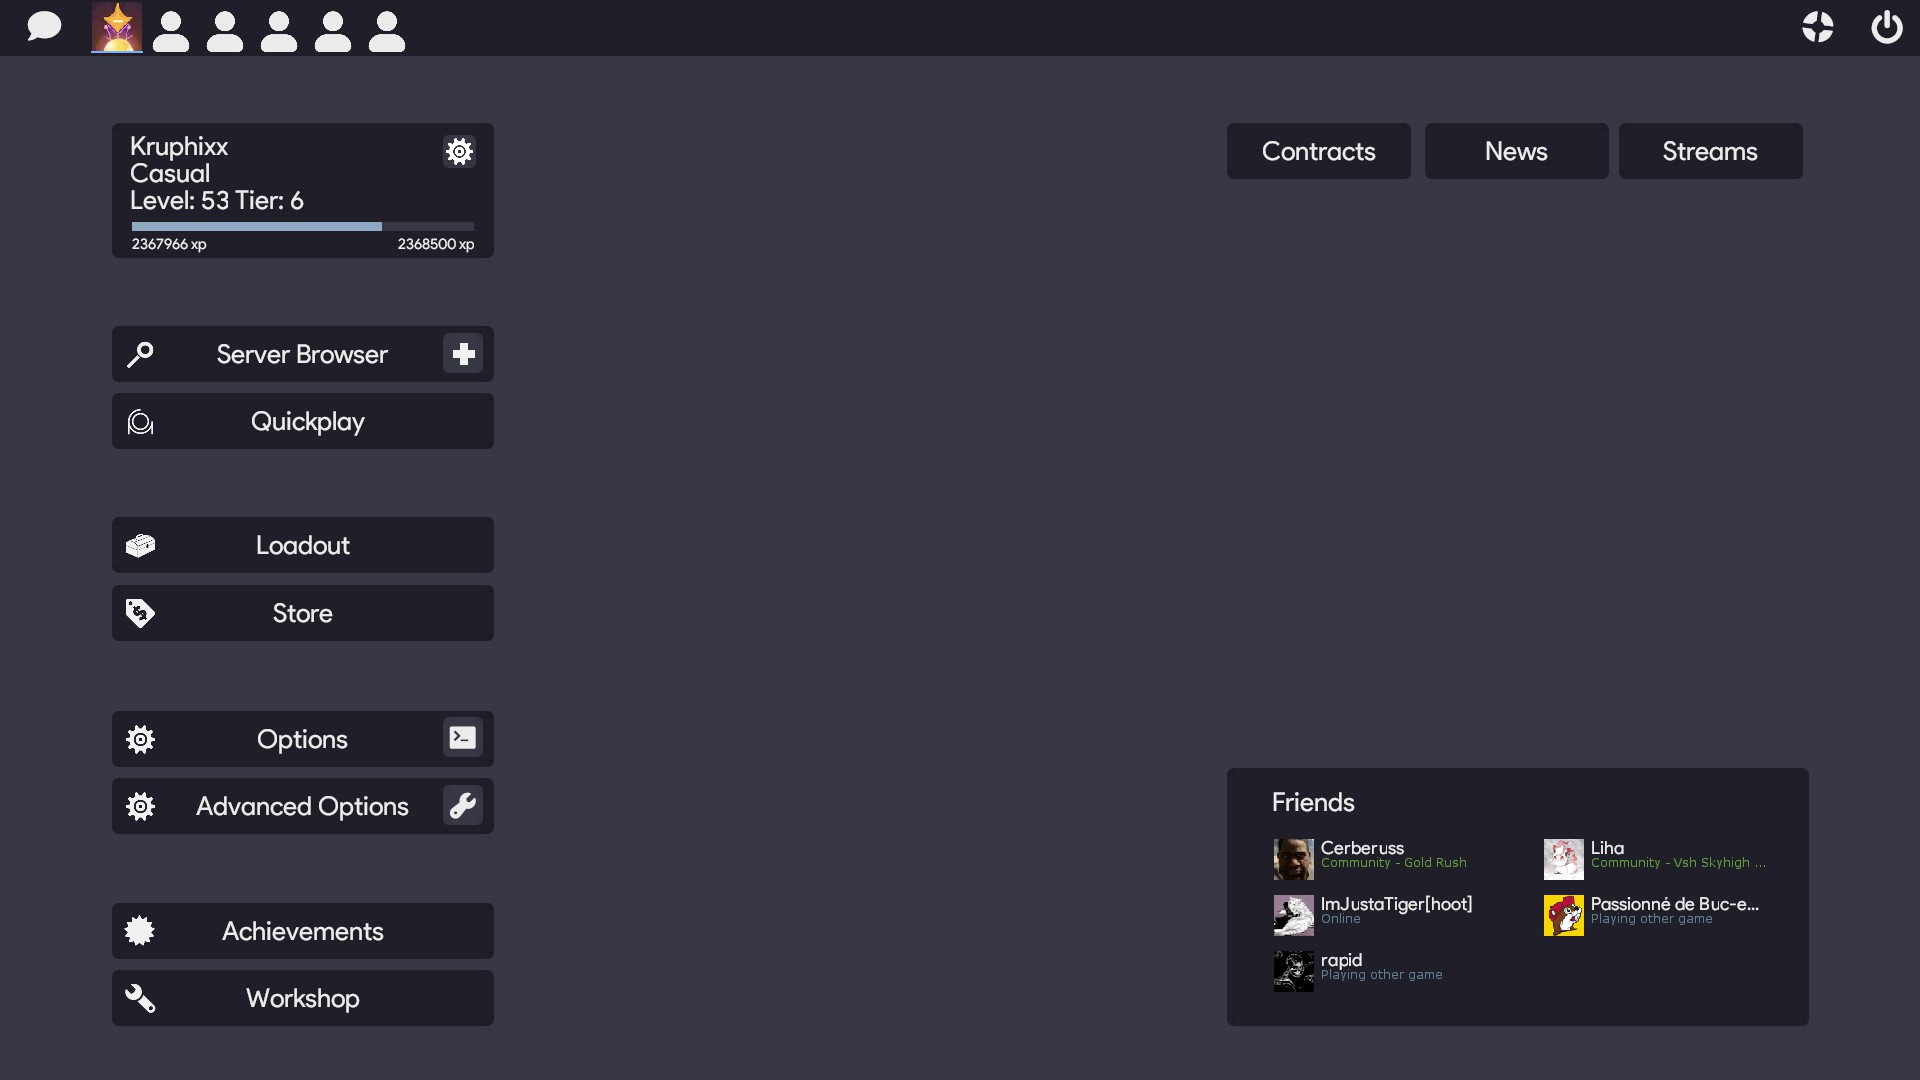 Kruphixx
Casual
Level: 53 Tier: 6
2367966 xp
2368500 xp
Contracts
News
Streams
Server Browser
Quickplay
Loadout
Store
Options
Advanced Options
Achievements
Workshop
Friends
Cerberuss
Community - Gold Rush
Liha
Community - Vsh Skyhigh ...
ImJustaTiger[hoot]
Online
Passionné de Buc-e...
Playing other game
rapid
Playing other game